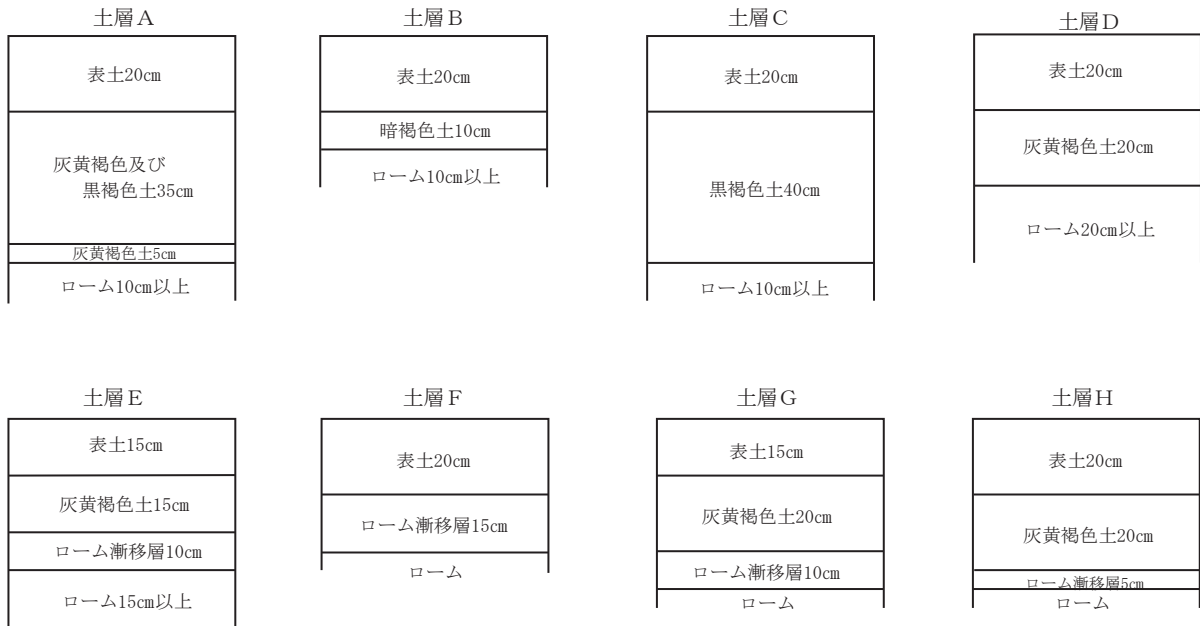 土層A
表土20㎝
灰黄褐色及び
黒褐色土35㎝
灰黄褐色土5㎝
ローム10㎝以上
土層B
表土20㎝
暗褐色土10㎝
ローム10㎝以上
土層C
表土20㎝
黒褐色土40㎝
ローム10㎝以上
土層D
表土20㎝
灰黄褐色土20㎝
ローム20㎝以上
土層E
表土15㎝
灰黄褐色土15㎝
ローム漸移層10㎝
ローム15㎝以上
土層F
表土20㎝
ローム漸移層15㎝
ローム
土層G
表土15㎝
灰黄褐色土20㎝
ローム漸移層10㎝
ローム
土層H
表土20㎝
灰黄褐色土20㎝
ローム漸移層5㎝
ローム